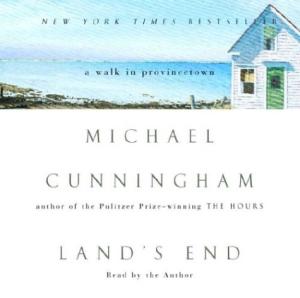 NEW YORK TIMES BESTSELLER
a walk in provincetown
MICHAEL
CUNNINGHAM
author of the Pulitzer Prize-winning THE HOURS
LAND'S END
Read by the Author